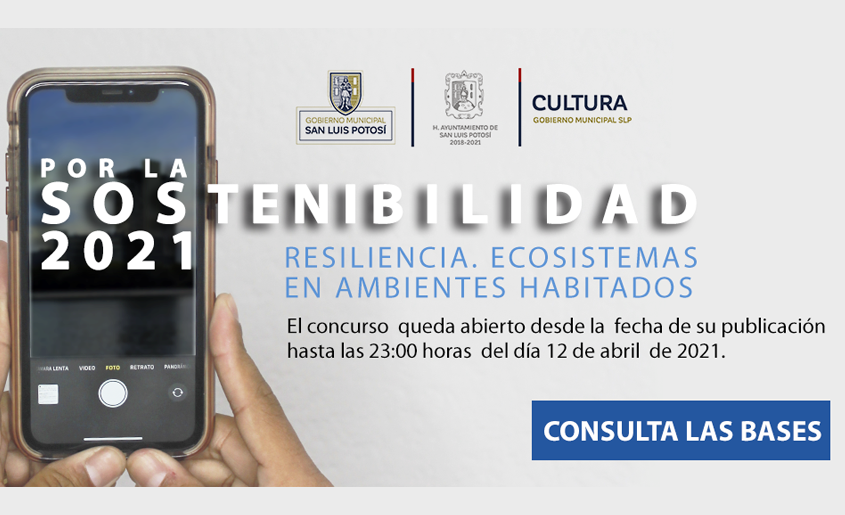 GOBIERNO MUNICIPAL
SAN LUIS POTOSÍ
H. AYUNTAMIENTO DE
SAN LUIS POTOSÍ
2018-2021
CULTURA
GOBIERNO MUNICIPAL SLP
POR LA
SOSTENIBILIDAD
2021
RESILIENCIA. ECOSISTEMAS
EN AMBIENTES HABITADOS
El concurso queda abierto desde la fecha de su publicación
hasta las 23:00 horas del día 12 de abril de 2021.
LENTA VIDEO FOTO RETRATO
CONSULTA LAS BASES